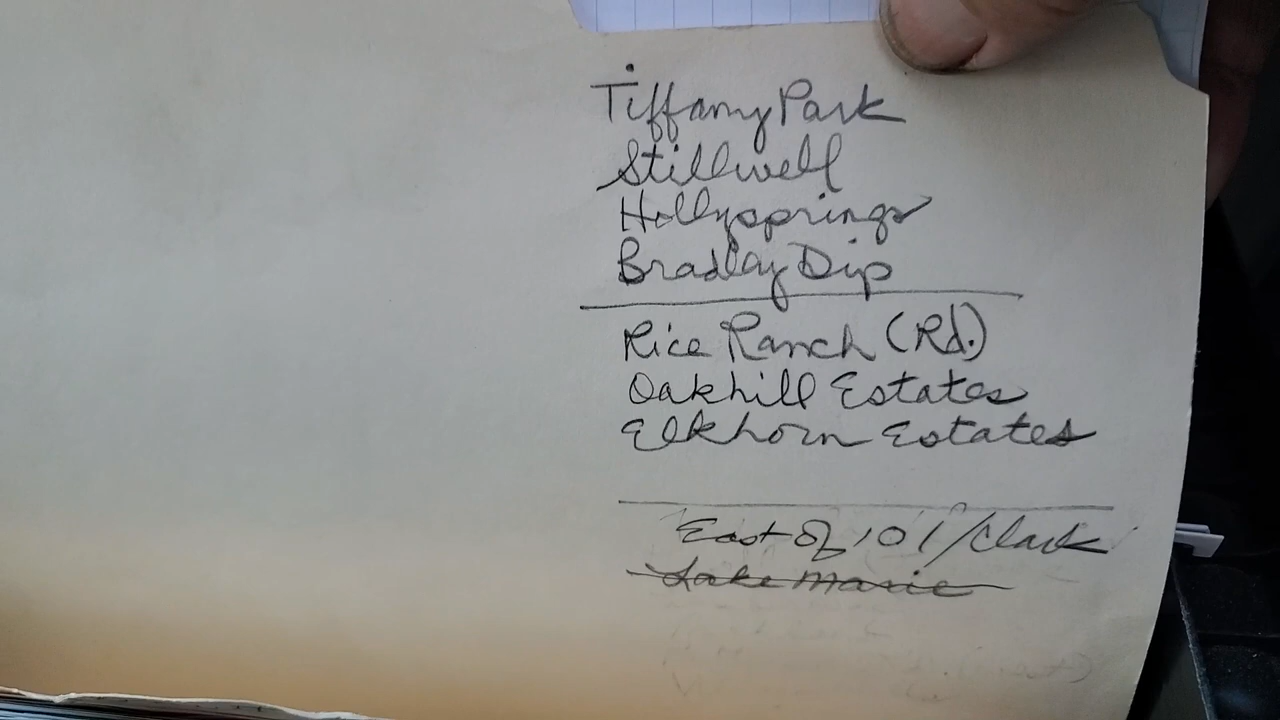 Tiffany Park
Stillwell
Hollysprings
Bradley Dip
Rice Ranch (Rd.)
Oakhill Estates
Elkhorn Estates
East of 101/Clark
Lake Marie